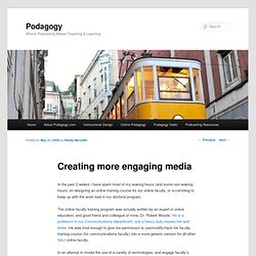 Podagogy
Where Podcasting Meets Teaching & Learning
Home About Podagogy.com Instructional Design Online Pedagogy Podagogy Swim Podcasting Resources
Posted on May 21, 2009 by Randy Meredith
← Previous Next →
Creating more engaging media
In the past 2 weeks I have spent most of my waking hours (and some non-waking
hours) on designing an online training course for our online faculty, or scrambling to
keep up with the work load in my doctoral program.
The online faculty training program was actually written by an expert in online
education, and good friend and colleague of mine, Dr. Robert Woods. He is a
professor in our Communications department, and a heavy duty researcher and
writer. He was kind enough to give me permission to use/modify/hack his faculty
training course (for communications faculty) into a more generic version for all other
faculty.
In an attempt to model the use of a variety of technologies, and engage faculty's